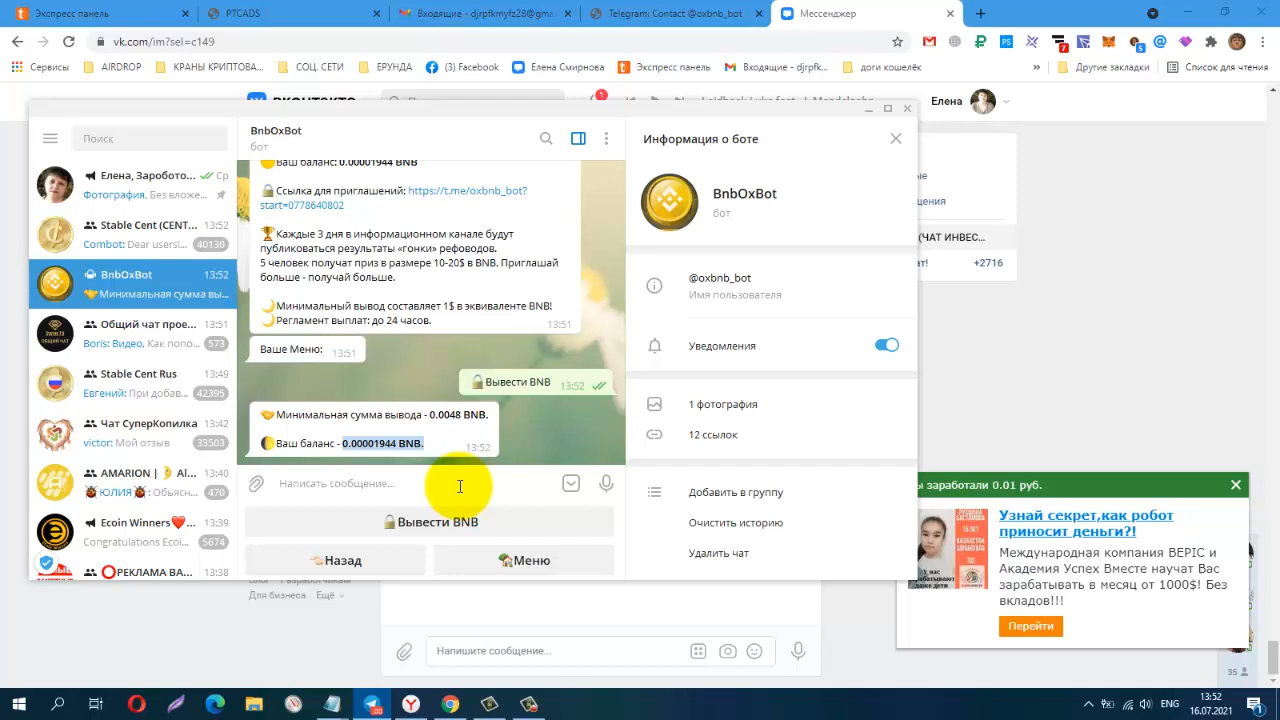 Экспресс панель
PTCADS
Входящие - djrpfkmyfz28@gma
Telegram: Contact @oxbnb_bot
Мессенджер
vk.com/im?sel=c149
Сервисы
AIRDROP
КРАНЫ КРИПТОВА...
СОЦ. СЕТИ
ЕРУНДА
(3) Facebook
Елена Смирнова
Экспресс панель
Входящие - djrpfk...
доги кошелёк
»
Другие закладки
Список для чтения
Елена
Поиск
BnbOxBot
бот
Информация о боте
Елена, Заробото...
Ср
Фотография. Без вложе...
Stable Cent (CENT...
Combot: Dear users!...
40130
BnbOxBot
13:52
🤝Минимальная сумма вы...
Общий чат прое...
13:51
Boris: Видео, Как попо...
573
Stable Cent Rus
13:49
Евгений: При добав...
42395
Чат СуперКопилка
13:42
victor: Мой отзыв
33503
AMARION | 👌 Al...
13:40
🐞ЮЛИЯ🐞: Обьясн...
470
Ecoin Winners❤️...
13:39
Congratulations Ecoi...
5674
⭕РЕКЛАМА ВА...
13:38
Ваш баланс: 0.00001944 BNB
🔒Ссылка для приглашений: https://t.me/oxbnb_bot?
start=0778640802
🏆Каждые 3 дня в информационном канале будут
публиковаться результаты «гонки» рефоводов.
5 человек получат приз в размере 10-20$ в BNB. Приглашай
больше - получай больше.
🌙Минимальный вывод составляет 1$ в эквиваленте BNB!
🌙Регламент выплат: до 24 часов.
13:51
Ваше Меню:
13:51
🔒Вывести BNB
13:52
🤝Минимальная сумма вывода - 0.0048 BNB.
🌓Ваш баланс - 0.00001944 BNB.
13:52
Написать сообщение...
🔒Вывести BNB
👈Назад
🏡Меню
BnbOxBot
бот
@oxbnb_bot
Имя пользователя
Уведомления
1 фотография
12 ссылок
Добавить в группу
Очистить историю
Удалить чат
(ЧАТ ИНВЕС...
+2716
ы заработали 0.01 руб.
Узнай секрет,как робот
приносит деньги?!
Международная компания BEPIC и
Академия Успех Вместе научат Вас
зарабатывать в месяц от 1000$! Без
вкладов!!!
Перейти
Для бизнеса
Ещё
Напишите сообщение...
35
ENG
13:52
16.07.2021